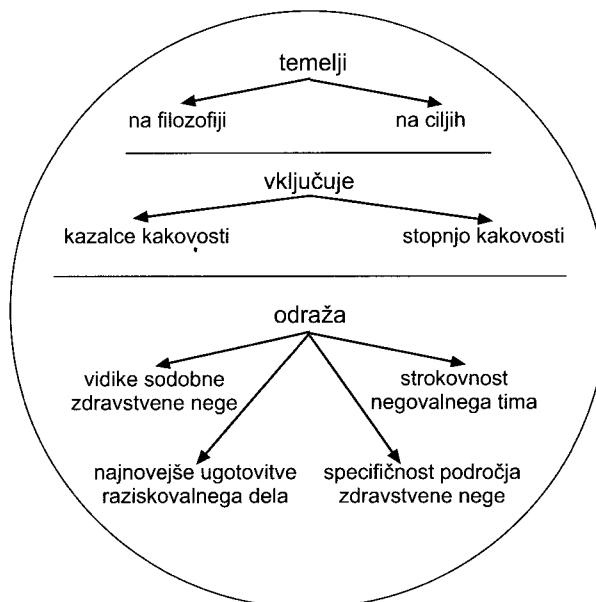 temelji
na filozofiji
na ciljih
vključuje
kazalce kakovosti
stopnjo kakovosti
odraža
vidike sodobne
zdravstvene nege
strokovnost
negovalnega tima
najnovejše ugotovitve
raziskovalnega dela
specifičnost področja
zdravstvene nege